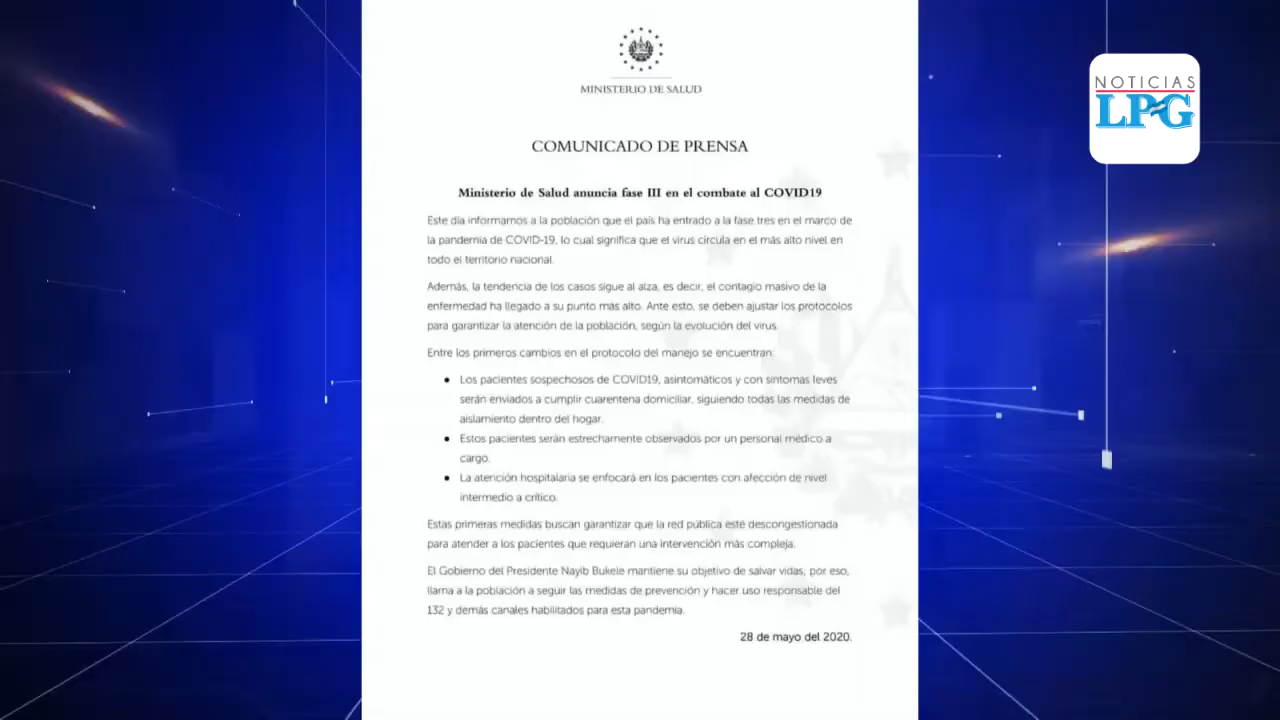 MINISTERIO DE SALUD
NOTICIAS
LPG
COMUNICADO DE PRENSA
Ministerio de Salud anuncia fase III en el combate al COVID19
Este día informamos a la población que el país ha entrado a la fase tres en el marco de
la pandemia de COVID-19, lo cual significa que el virus circula en el más alto nivel en
todo el territorio nacional.
Además, la tendencia de los casos sigue al alza, es decir, el contagio masivo de la
enfermedad ha llegado a su punto más alto. Ante esto, se deben ajustar los protocolos
para garantizar la atención de la población, según la evolución del virus.
Entre los primeros cambios en el protocolo del manejo se encuentran:
● Los pacientes sospechosos de COVID19, asintomáticos y con síntomas leves
serán enviados a cumplir cuarentena domiciliar, siguiendo todas las medidas de
aislamiento dentro del hogar.
● Estos pacientes serán estrechamente observados por un personal médico a
cargo.
● La atención hospitalaria se enfocará en los pacientes con afección de nivel
intermedio a crítico.
Estas primeras medidas buscan garantizar que la red pública esté descongestionada
para atender a los pacientes que requieran una intervención más compleja.
El Gobierno del Presidente Nayib Bukele mantiene su objetivo de salvar vidas, por eso,
llama a la población a seguir las medidas de prevención y hacer uso responsable del
132 y demás canales habilitados para esta pandemia.
28 de mayo del 2020.